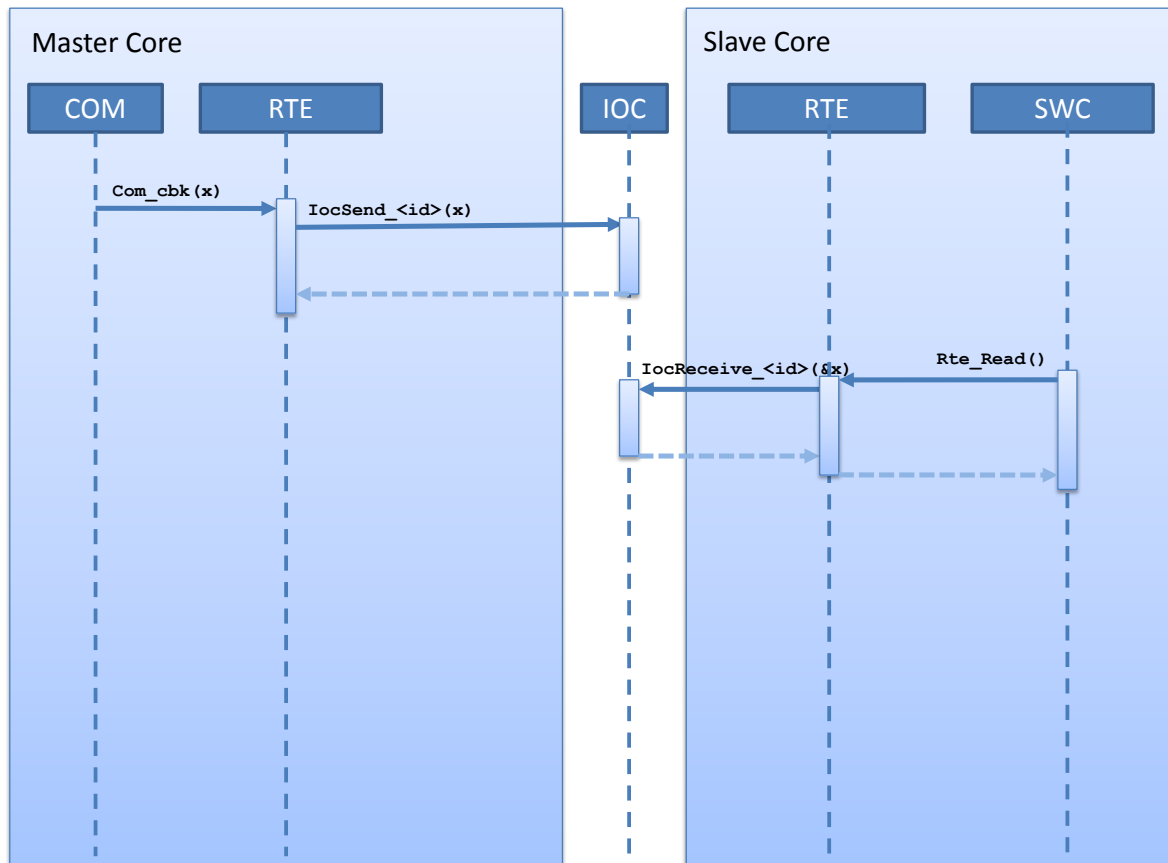 Master Core
Slave Core
COM
RTE
IOC
RTE
SWC
Com_cbk(x)
IocSend_<id>(x)
Rte_Read()
IocReceive_<id>(&x)